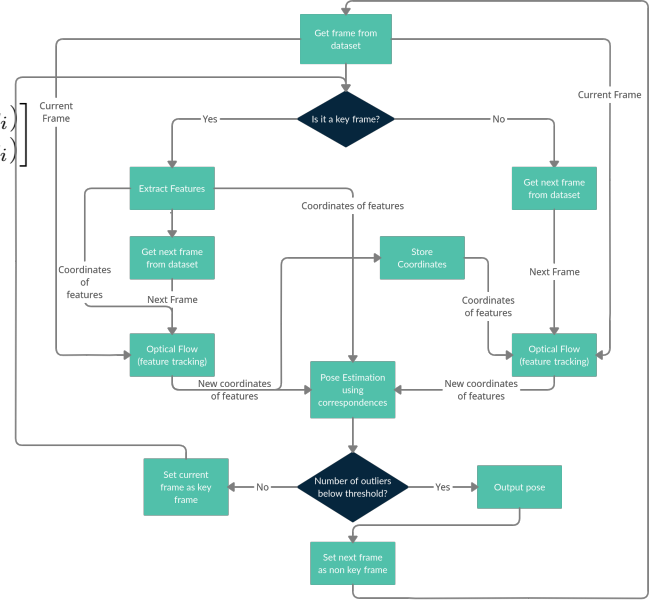 Get frame from
dataset
Current
Frame
Current Frame
i)
i)
]
Is it a key frame?
Yes
No
Extract Features
Get next frame
from dataset
Coordinates of features
Get next frame
from dataset
Store
Coordinates
Coordinates
of
features
Next Frame
Next Frame
Coordinates
of features
Optical Flow
(feature tracking)
Optical Flow
(feature tracking)
New coordinates
of features
Pose Estimation
using
correspondences
New coordinates
of features
Set current
frame as key
frame
No
Number of outliers
below threshold?
Yes
Output pose
Set next frame
as non key frame